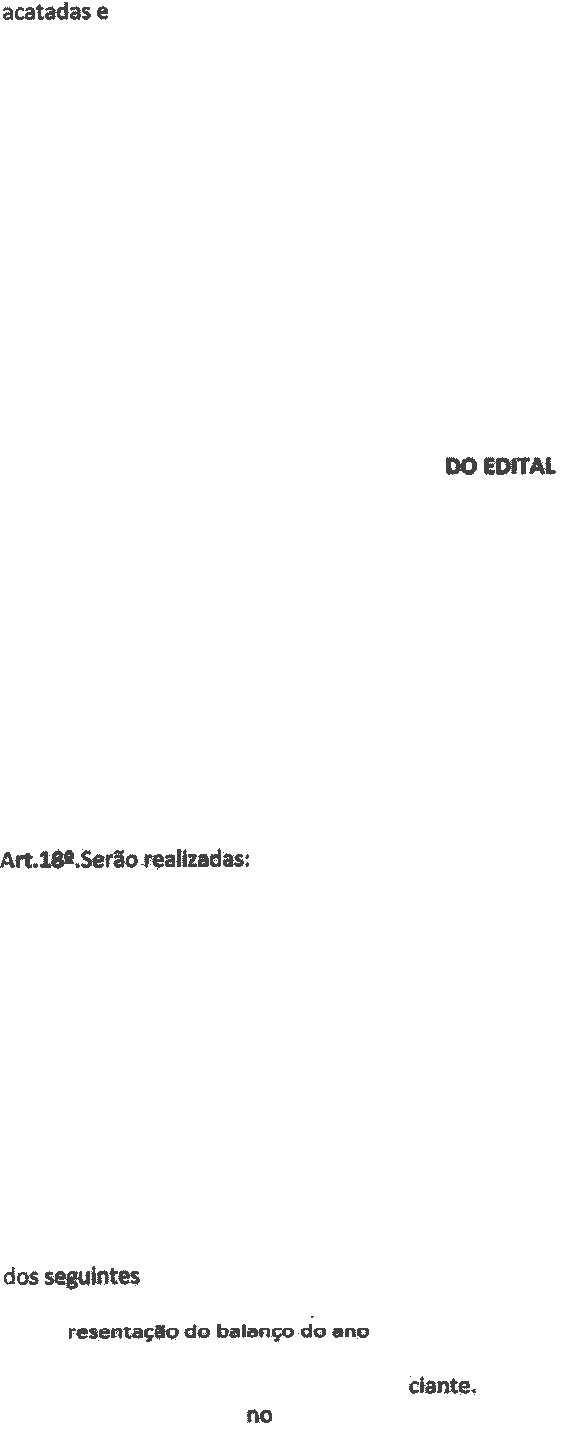 acatadas e
DO EDITAL
Art.18º.Serão realizadas:
dos seguintes
resentação do balanço do ano
ciante.
no